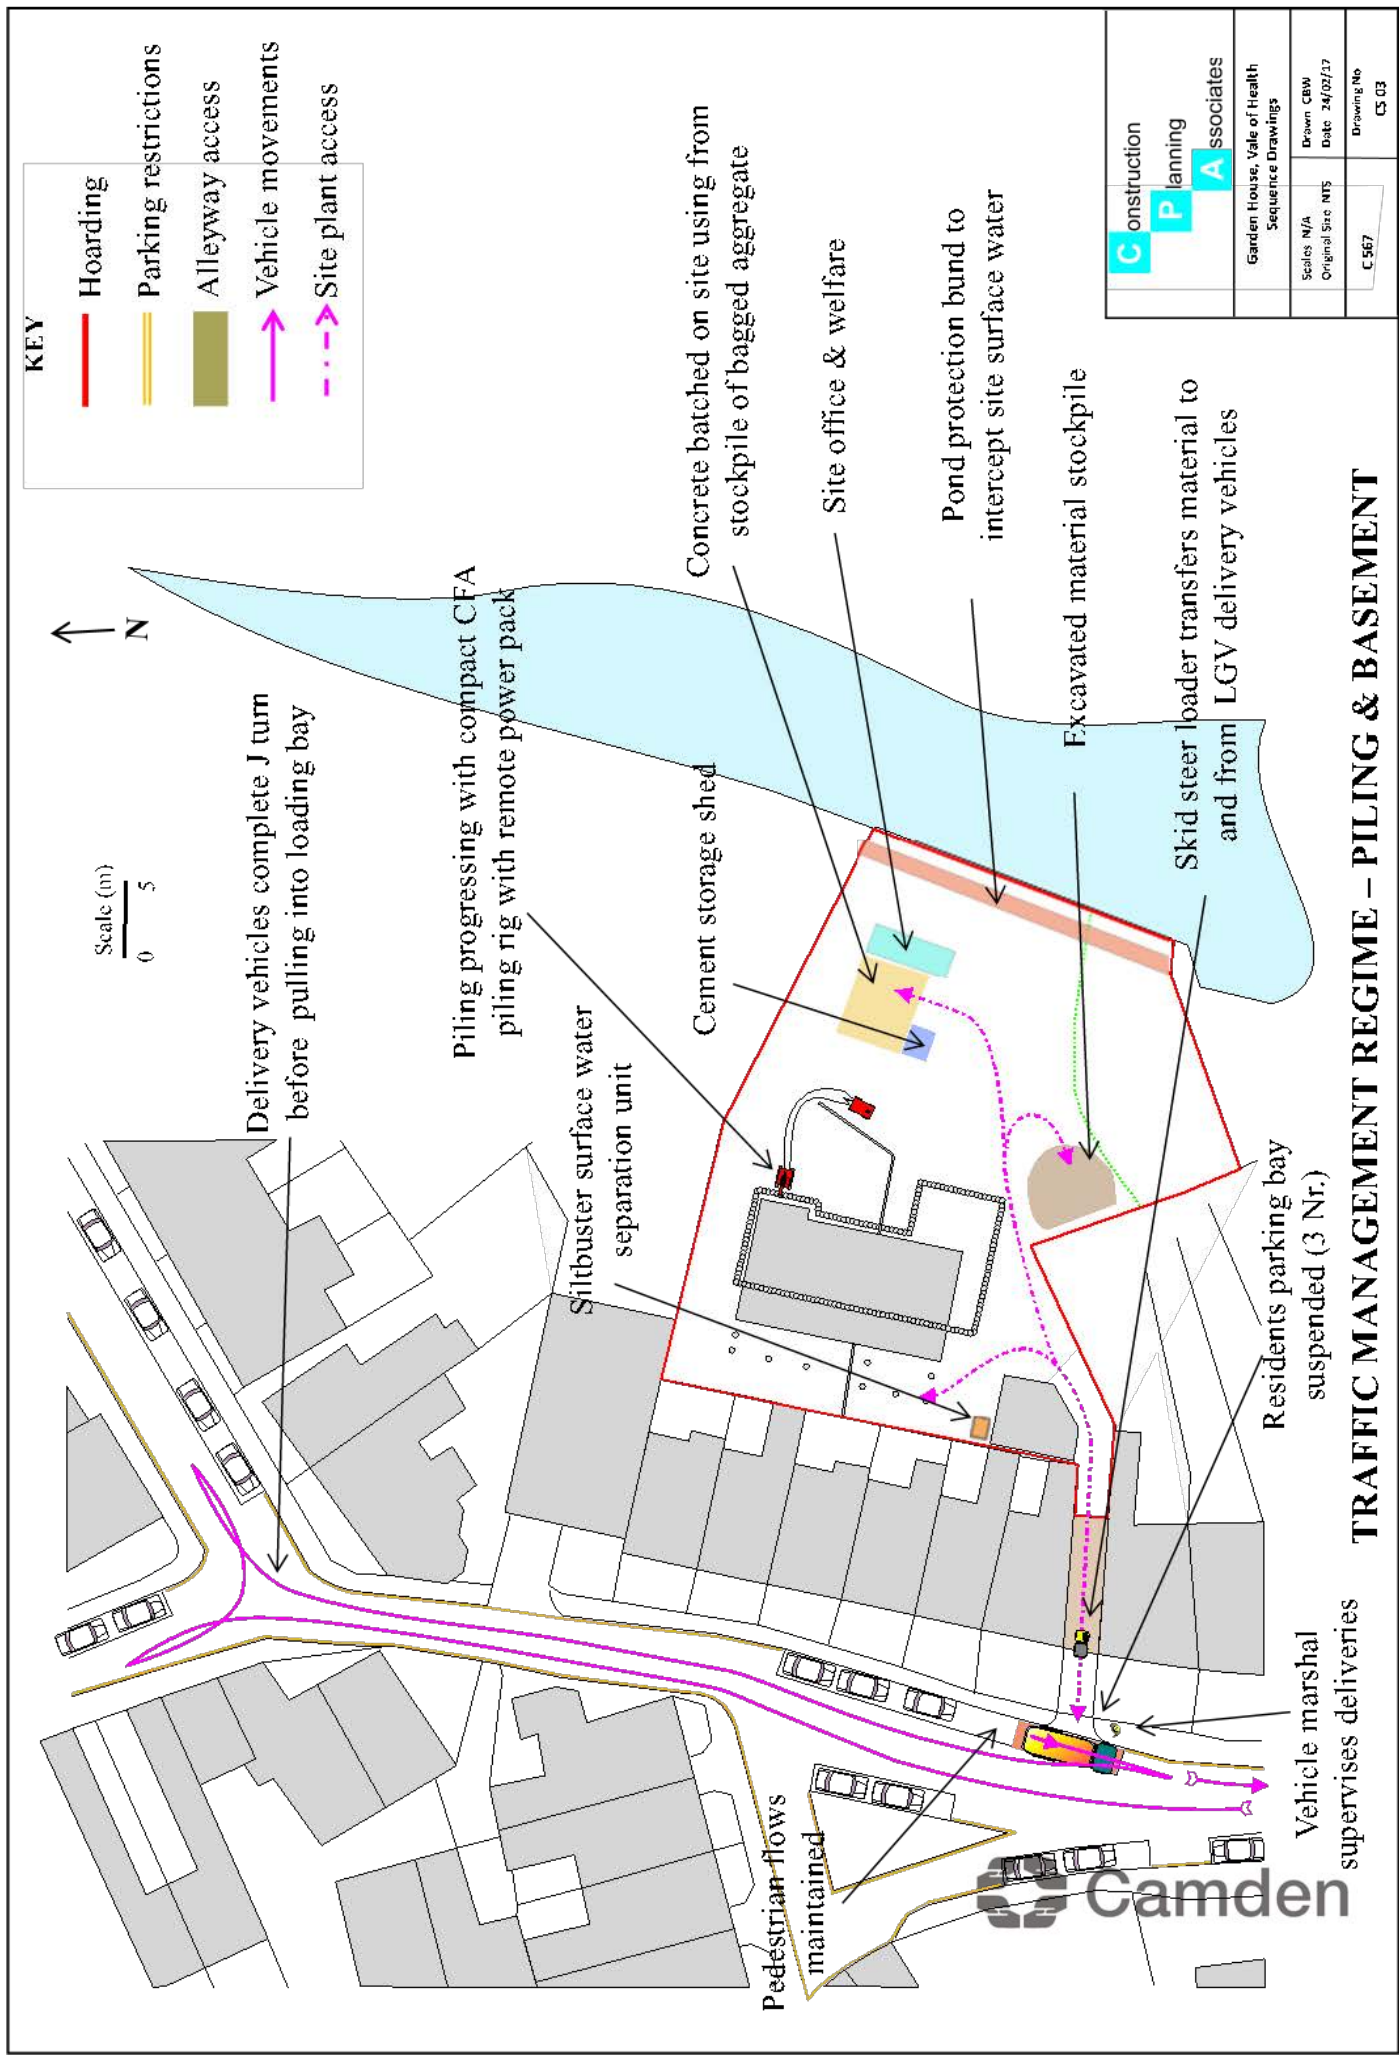 KEY
Hoarding
Parking restrictions
Alleyway access
Vehicle movements
Site plant access
N
Scale (m)
0 5
Delivery vehicles complete J turn
before pulling into loading bay
Piling progressing with compact CFA
piling rig with remote power pack
Siltbuster surface water
separation unit
Cement storage shed
Concrete batched on site using from
stockpile of bagged aggregate
Site office & welfare
Pond protection bund to
intercept site surface water
Excavated material stockpile
Skid steer loader transfers material to
and from LGV delivery vehicles
Residents parking bay
suspended (3 Nr.)
Vehicle marshal
supervises deliveries
Pedestrian flows
maintained
Camden
TRAFFIC MANAGEMENT REGIME – PILING & BASEMENT
Construction
Planning
Associates
Garden House, Vale of Health
Sequence Drawings
Scales N/A
Original Size NTS
Drawn CBW
Date 24/02/17
C 567
Drawing No
CS 03